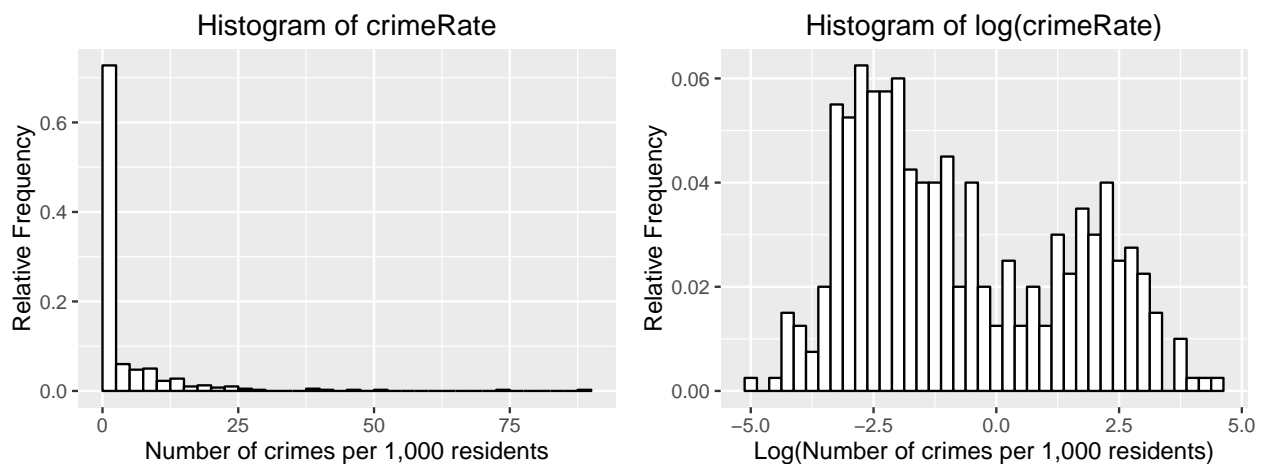 Histogram of crimeRate
Relative Frequency
0.6
0.4
0.2
0.0
0 25 50 75
Number of crimes per 1,000 residents
Histogram of log(crimeRate)
Relative Frequency
0.06
0.04
0.02
0.00
−5.0 −2.5 0.0 2.5 5.0
Log(Number of crimes per 1,000 residents)